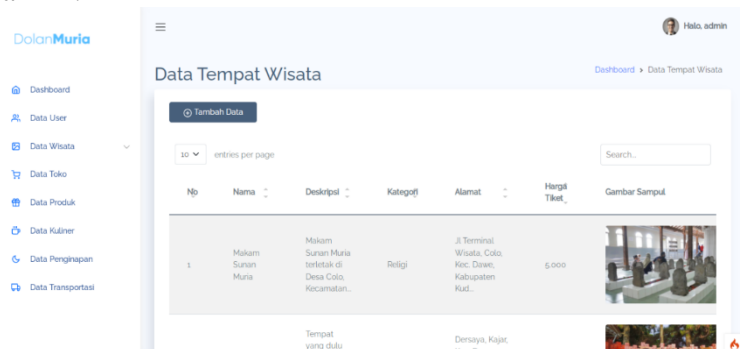 DolanMuria
Halo, admin
Dashboard
Data User
Data Wisata
Data Toko
Data Produk
Data Kuliner
Data Penginapan
Data Transportasi
Data Tempat Wisata
Dashboard > Data Tempat Wisata
Tambah Data
10 entries per page
Search...
No Nama Deskripsi Kategori Alamat Harga Tiket Gambar Sampul
1
Makam
Sunan
Muria
Makam
Sunan Muria
terletak di
Desa Colo,
Kecamatan...
Religi
Jl Terminal
Wisata, Colo,
Kec. Dawe,
Kabupaten
Kud...
5.000
Tempat
yang dulu
Dersaya, Kajar,